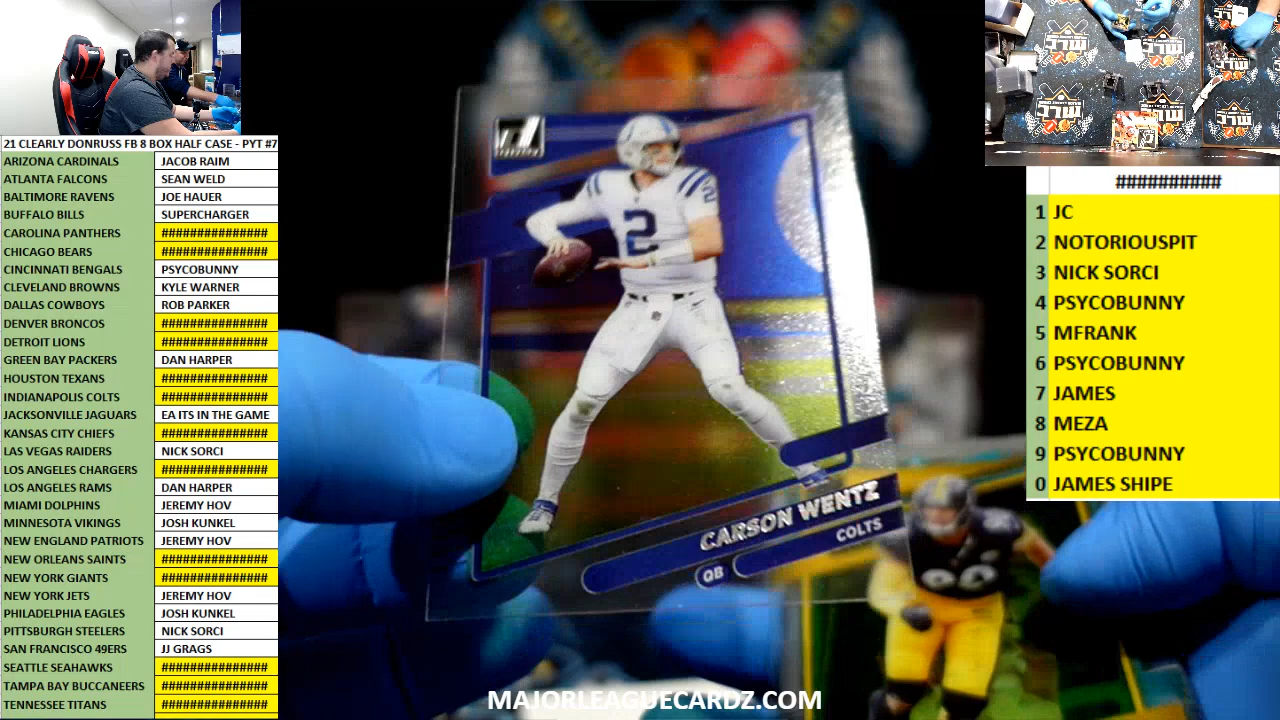 21 CLEARLY DONRUSS FB 8 BOX HALF CASE - PYT #7
ARIZONA CARDINALS JACOB RAIM
ATLANTA FALCONS SEAN WELD
BALTIMORE RAVENS JOE HAUER
BUFFALO BILLS SUPERCHARGER
CAROLINA PANTHERS ###############
CHICAGO BEARS ###############
CINCINNATI BENGALS PSYCOBUNNY
CLEVELAND BROWNS KYLE WARNER
DALLAS COWBOYS ROB PARKER
DENVER BRONCOS ###############
DETROIT LIONS ###############
GREEN BAY PACKERS DAN HARPER
HOUSTON TEXANS ###############
INDIANAPOLIS COLTS ###############
JACKSONVILLE JAGUARS EA ITS IN THE GAME
KANSAS CITY CHIEFS ###############
LAS VEGAS RAIDERS NICK SORCI
LOS ANGELES CHARGERS ###############
LOS ANGELES RAMS DAN HARPER
MIAMI DOLPHINS JEREMY HOV
MINNESOTA VIKINGS JOSH KUNKEL
NEW ENGLAND PATRIOTS JEREMY HOV
NEW ORLEANS SAINTS ###############
NEW YORK GIANTS ###############
NEW YORK JETS JEREMY HOV
PHILADELPHIA EAGLES JOSH KUNKEL
PITTSBURGH STEELERS NICK SORCI
SAN FRANCISCO 49ERS JJ GRAGS
SEATTLE SEAHAWKS ###############
TAMPA BAY BUCCANEERS ###############
TENNESSEE TITANS ###############
2
2
CARSON WENTZ
COLTS
QB
90
MAJORLEAGUECARDZ.COM
MLC
MLC
##########
1 JC
2 NOTORIOUSPIT
3 NICK SORCI
4 PSYCOBUNNY
5 MFRANK
6 PSYCOBUNNY
7 JAMES
8 MEZA
9 PSYCOBUNNY
0 JAMES SHIPE